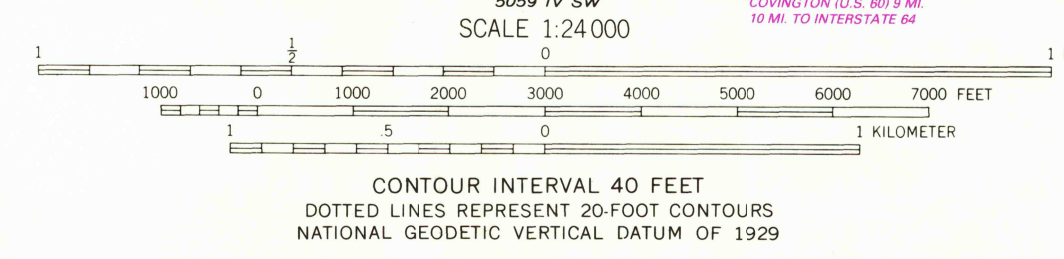 5059 IV SW
COVINGTON (U.S. 60) 9 MI.
10 MI. TO INTERSTATE 64
SCALE 1:24 000
1 1/2 0 1
1000 0 1000 2000 3000 4000 5000 6000 7000 FEET
1 .5 0 1 KILOMETER
CONTOUR INTERVAL 40 FEET
DOTTED LINES REPRESENT 20-FOOT CONTOURS
NATIONAL GEODETIC VERTICAL DATUM OF 1929